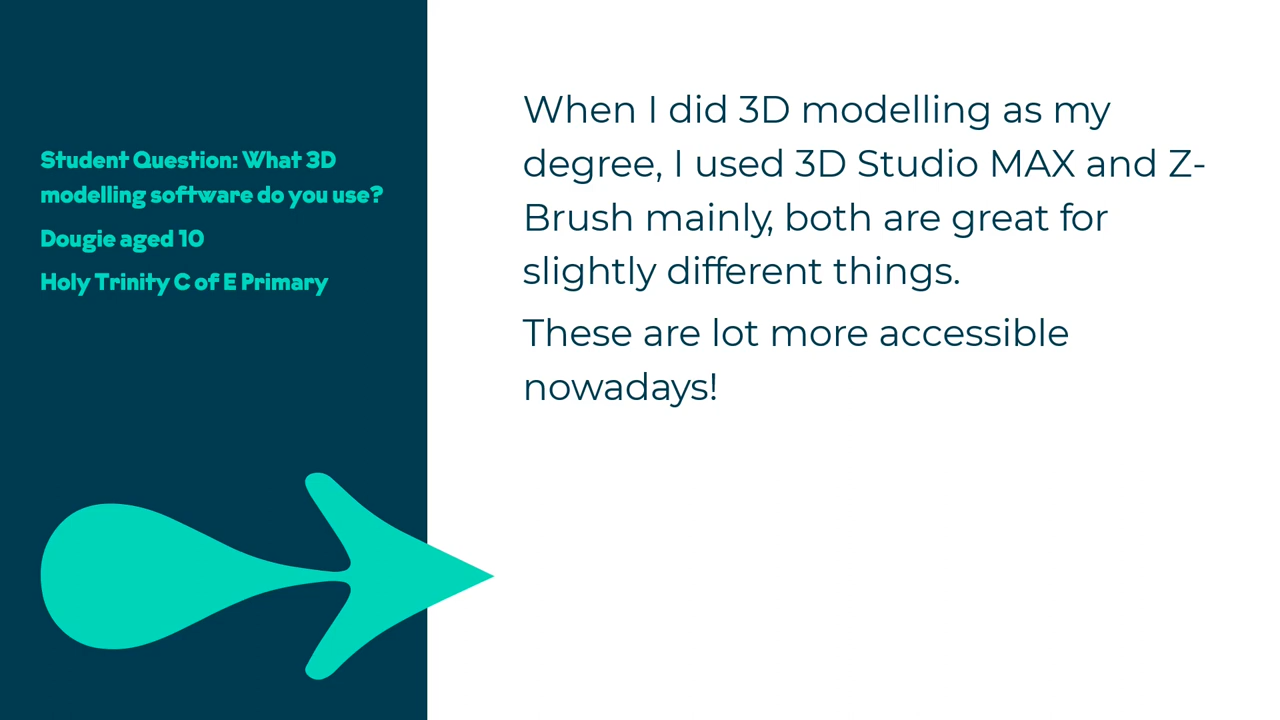 Student Question: What 3D
modelling software do you use?
Dougie aged 10
Holy Trinity C of E Primary
When I did 3D modelling as my
degree, I used 3D Studio MAX and Z-
Brush mainly, both are great for
slightly different things.
These are lot more accessible
nowadays!